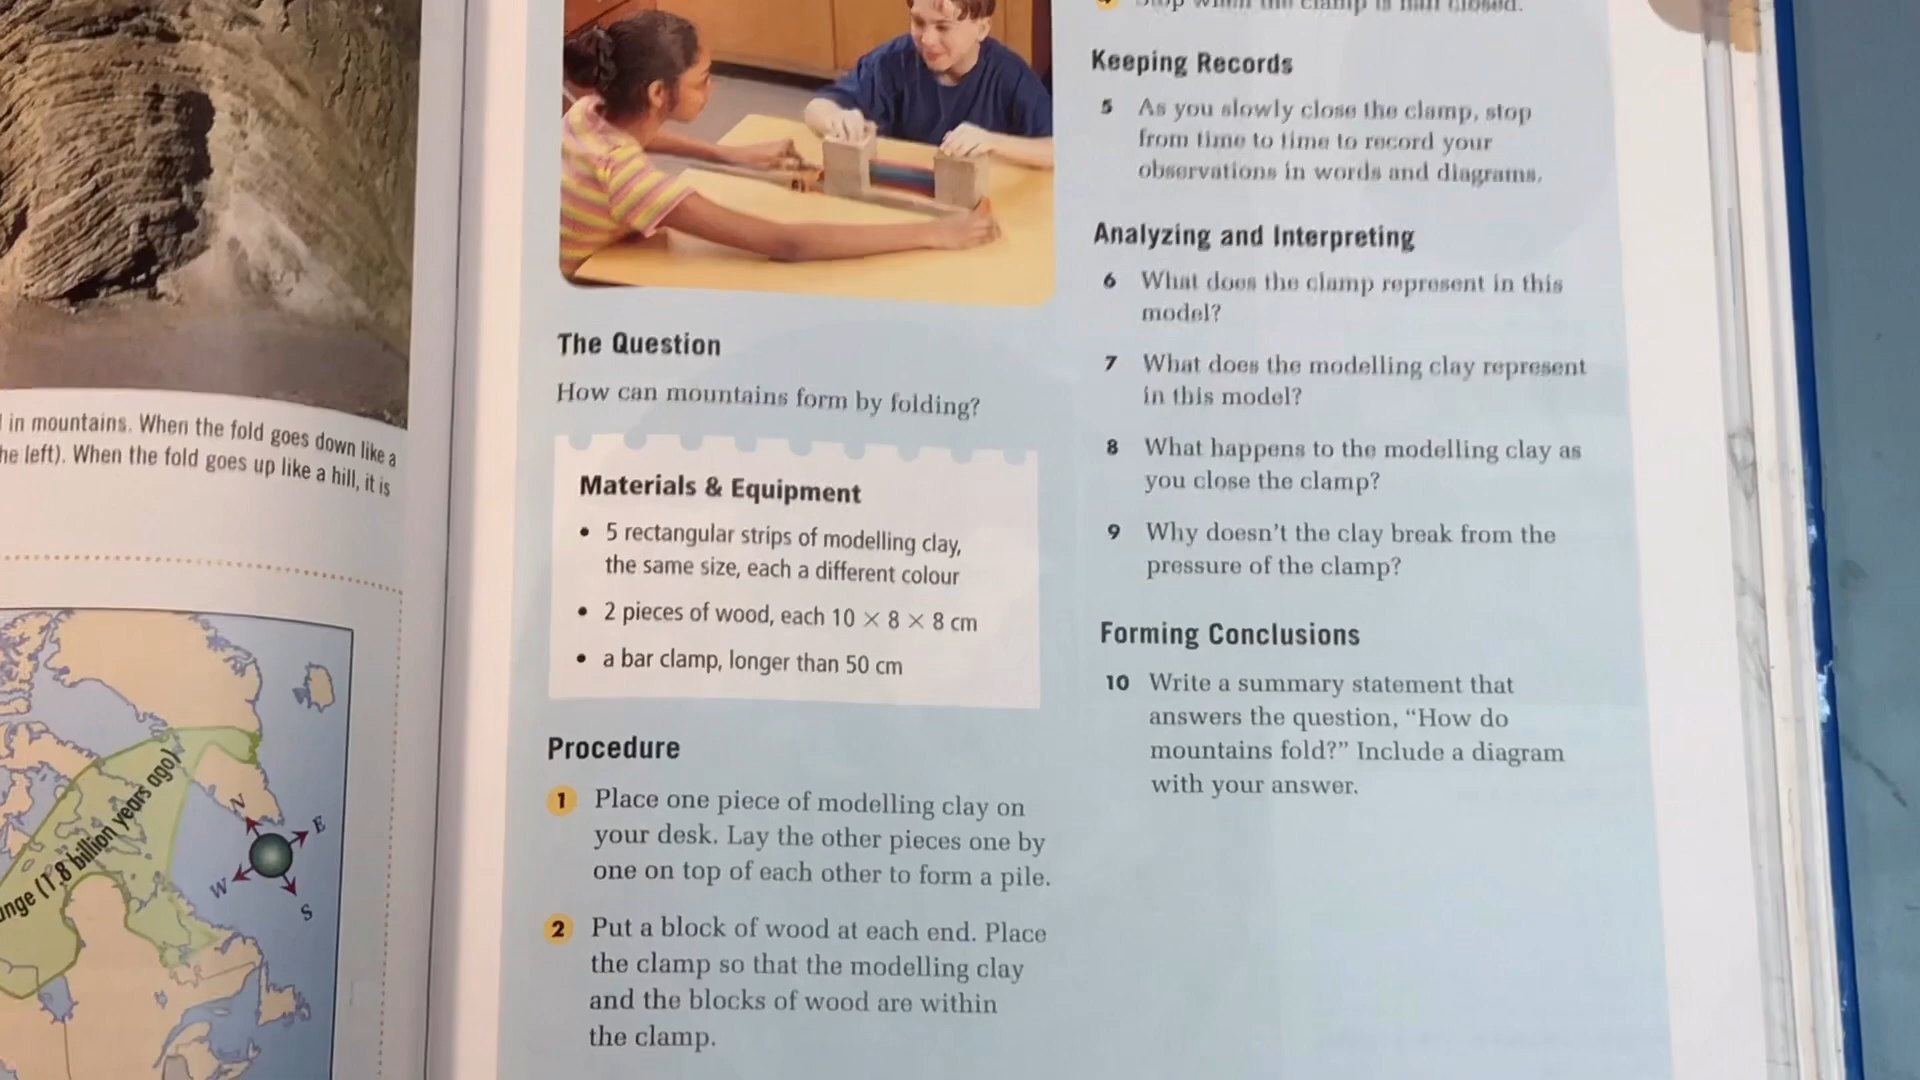 in mountains. When the fold goes down like a
he left). When the fold goes up like a hill, it is
nge (1.8 billion years ago)
N
E
W
S
The Question
How can mountains form by folding?
Materials & Equipment
• 5 rectangular strips of modelling clay,
the same size, each a different colour
• 2 pieces of wood, each 10 × 8 × 8 cm
• a bar clamp, longer than 50 cm
Procedure
1 Place one piece of modelling clay on
your desk. Lay the other pieces one by
one on top of each other to form a pile.
2 Put a block of wood at each end. Place
the clamp so that the modelling clay
and the blocks of wood are within
the clamp.
Stop when the clamp is half closed.
Keeping Records
5 As you slowly close the clamp, stop
from time to time to record your
observations in words and diagrams.
Analyzing and Interpreting
6 What does the clamp represent in this
model?
7 What does the modelling clay represent
in this model?
8 What happens to the modelling clay as
you close the clamp?
9 Why doesn't the clay break from the
pressure of the clamp?
Forming Conclusions
10 Write a summary statement that
answers the question, “How do
mountains fold?” Include a diagram
with your answer.